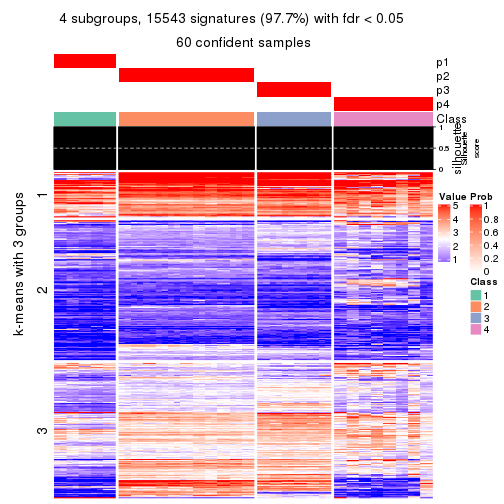 4 subgroups, 15543 signatures (97.7%) with fdr < 0.05
60 confident samples
p1
p2
p3
p4
Class
silhouette
1
0.5
0
Silhouette
score
k-means with 3 groups
1
2
3
Value
5
4
3
2
1
Prob
1
0.8
0.6
0.4
0.2
0
Class
1
2
3
4